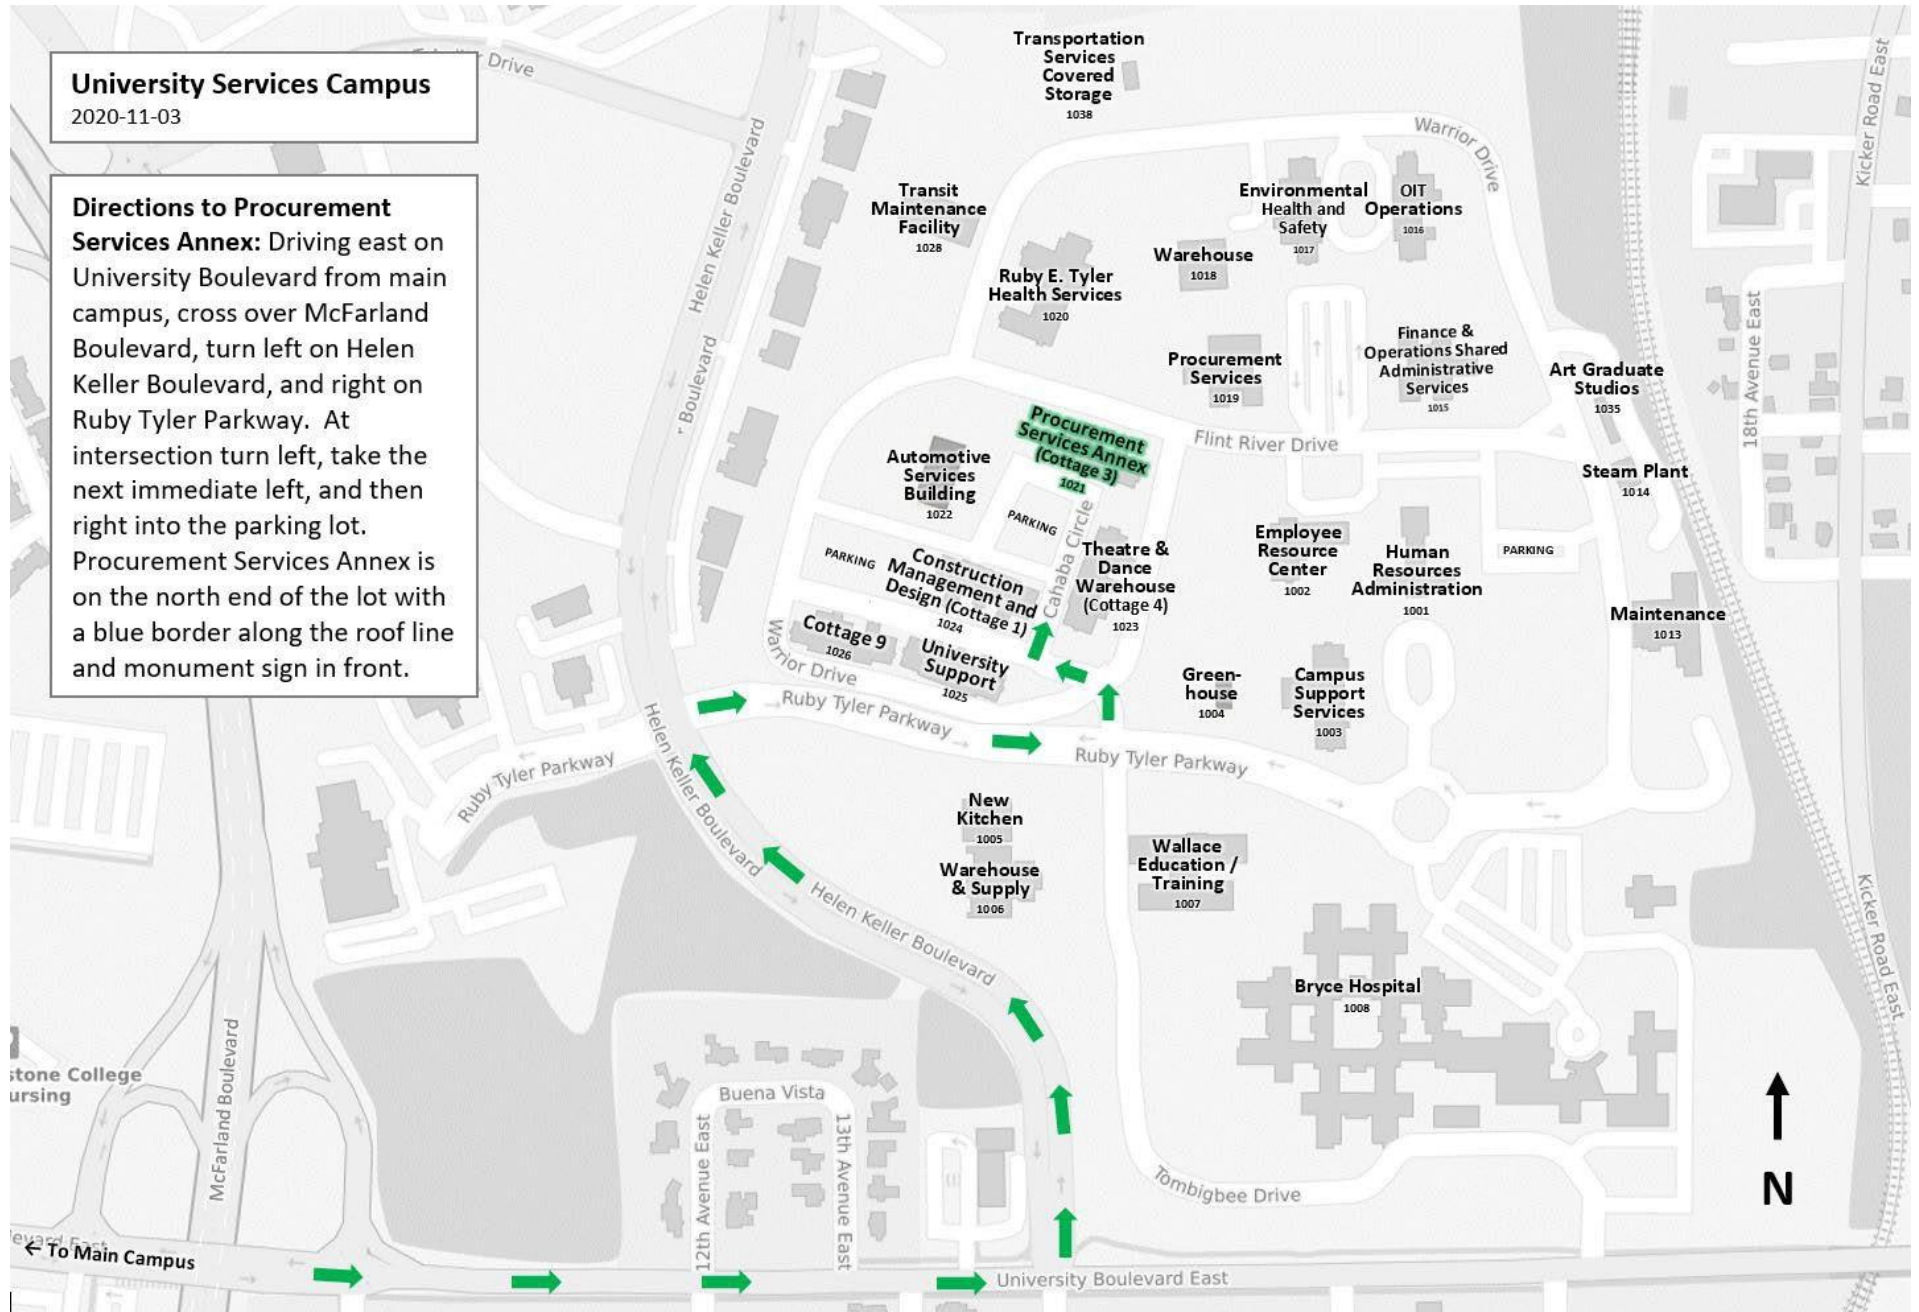 University Services Campus
2020-11-03
Directions to Procurement
Services Annex: Driving east on
University Boulevard from main
campus, cross over McFarland
Boulevard, turn left on Helen
Keller Boulevard, and right on
Ruby Tyler Parkway. At
intersection turn left, take the
next immediate left, and then
right into the parking lot.
Procurement Services Annex is
on the north end of the lot with
a blue border along the roof line
and monument sign in front.
Drive
Transportation
Services
Covered
Storage
1038
Warrior Drive
Kicker Road East
Helen Keller Boulevard
Transit
Maintenance
Facility
1028
Environmental
Health and
Safety
1017
OIT
Operations
1016
Warehouse
1018
Ruby E. Tyler
Health Services
1020
Finance &
Operations Shared
Administrative
Services
1015
Procurement
Services
1019
Art Graduate
Studios
1035
18th Avenue East
Boulevard
Procurement
Services Annex
(Cottage 3)
1021
Flint River Drive
Automotive
Services
Building
1022
Steam Plant
1014
PARKING
PARKING
PARKING
Cahaba Circle
Employee
Resource
Center
1002
Human
Resources
Administration
1001
Theatre &
Dance
Warehouse
(Cottage 4)
1023
Construction
Management and
Design (Cottage 1)
1024
Maintenance
1013
Cottage 9
1026
University
Support
1025
Warrior Drive
Green-
house
1004
Campus
Support
Services
1003
Ruby Tyler Parkway
Ruby Tyler Parkway
Ruby Tyler Parkway
Helen Keller Boulevard
New
Kitchen
1005
Warehouse
& Supply
1006
Wallace
Education /
Training
1007
Helen Keller Boulevard
Kicker Road East
Bryce Hospital
1008
stone College
ursing
McFarland Boulevard
Buena Vista
12th Avenue East
13th Avenue East
Tombigbee Drive
N
← To Main Campus
University Boulevard East